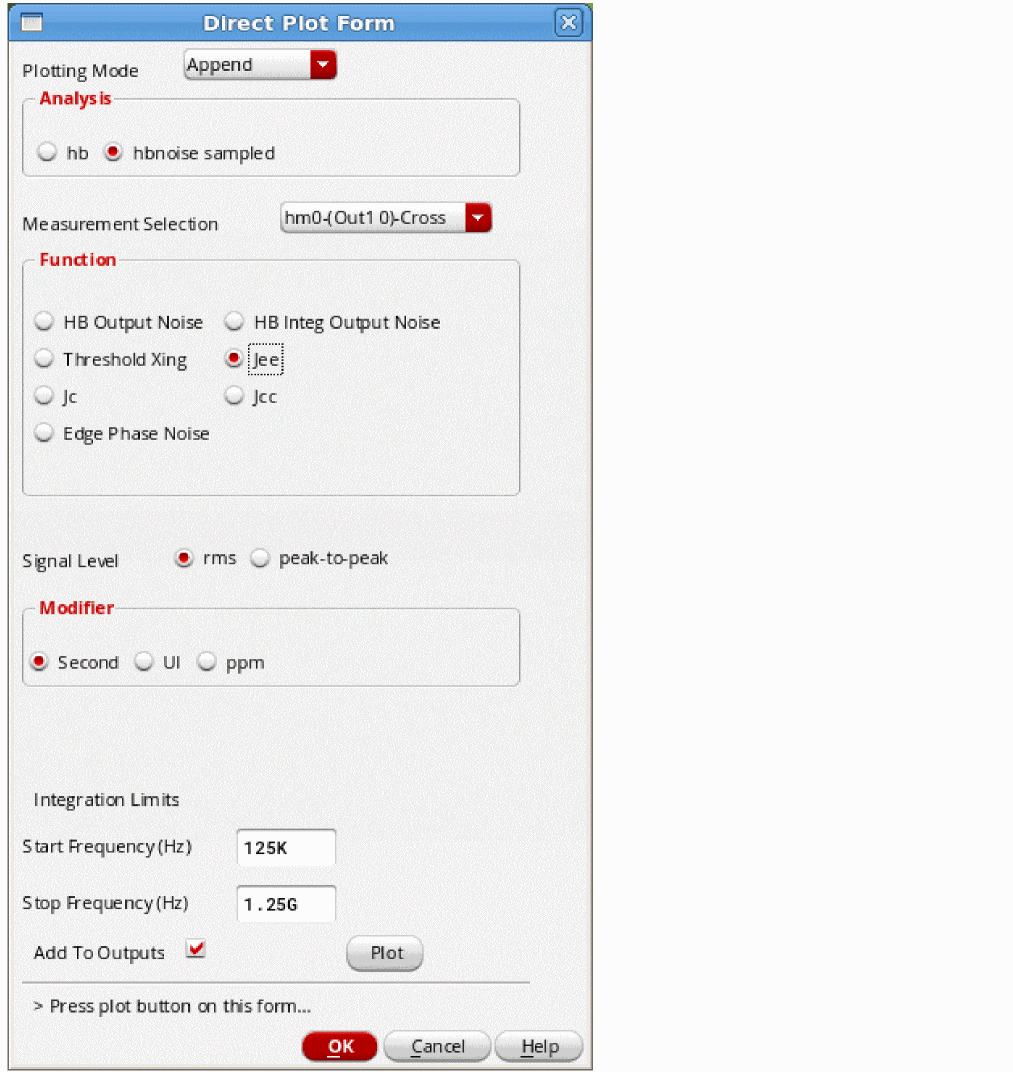 Direct Plot Form
Plotting Mode Append
Analysis
hb hbnoise sampled
Measurement Selection hm0-(Out1 0)-Cross
Function
HB Output Noise HB Integ Output Noise
Threshold Xing Jee
Jc Jcc
Edge Phase Noise
Signal Level rms peak-to-peak
Modifier
Second UI ppm
Integration Limits
Start Frequency(Hz) 125K
Stop Frequency(Hz) 1.25G
Add To Outputs Plot
> Press plot button on this form...
OK Cancel Help